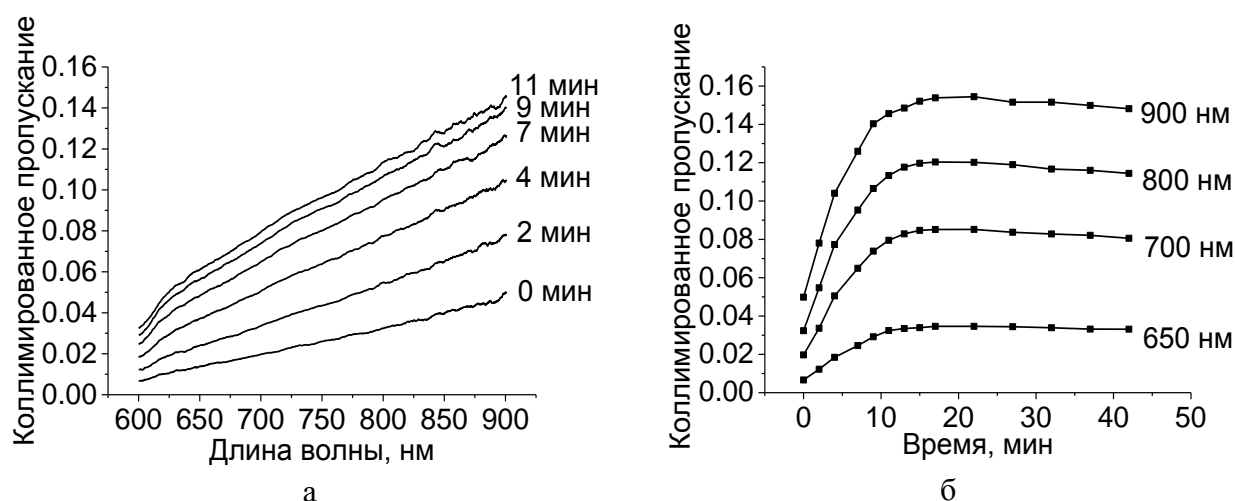 Коллимированное пропускание
0.16
0.14
0.12
0.10
0.08
0.06
0.04
0.02
0.00
600 650 700 750 800 850 900
Длина волны, нм
11 мин
9 мин
7 мин
4 мин
2 мин
0 мин
а
Коллимированное пропускание
0.16
0.14
0.12
0.10
0.08
0.06
0.04
0.02
0.00
0 10 20 30 40 50
Время, мин
900 нм
800 нм
700 нм
650 нм
б